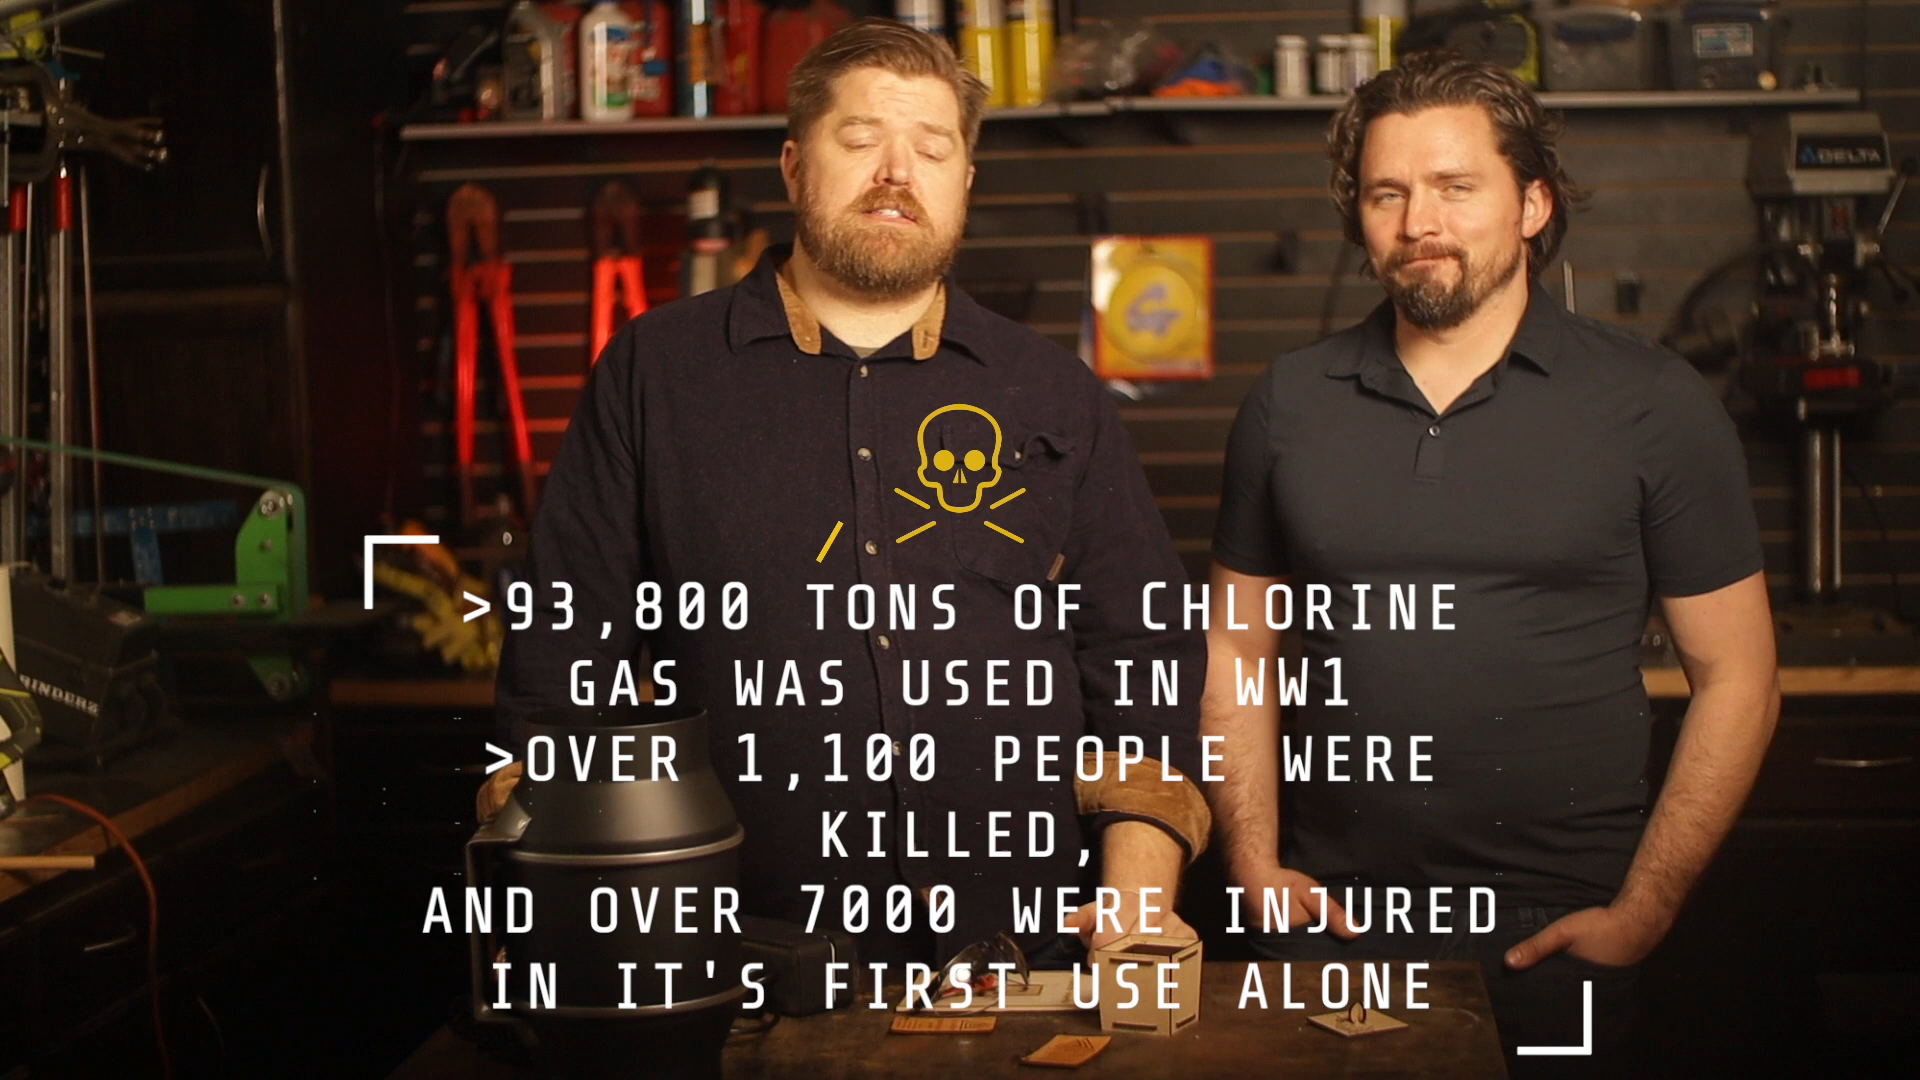 DELTA
>93,800 TONS OF CHLORINE
GAS WAS USED IN WW1
>OVER 1,100 PEOPLE WERE
KILLED,
AND OVER 7000 WERE INJURED
IN IT'S FIRST USE ALONE